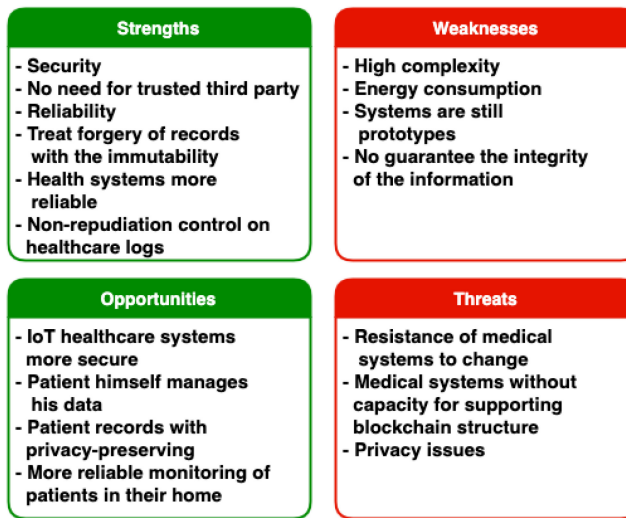 Strengths
- Security
- No need for trusted third party
- Reliability
- Treat forgery of records
with the immutability
- Health systems more
reliable
- Non-repudiation control on
healthcare logs
Weaknesses
- High complexity
- Energy consumption
- Systems are still
prototypes
- No guarantee the integrity
of the information
Opportunities
- IoT healthcare systems
more secure
- Patient himself manages
his data
- Patient records with
privacy-preserving
- More reliable monitoring of
patients in their home
Threats
- Resistance of medical
systems to change
- Medical systems without
capacity for supporting
blockchain structure
- Privacy issues